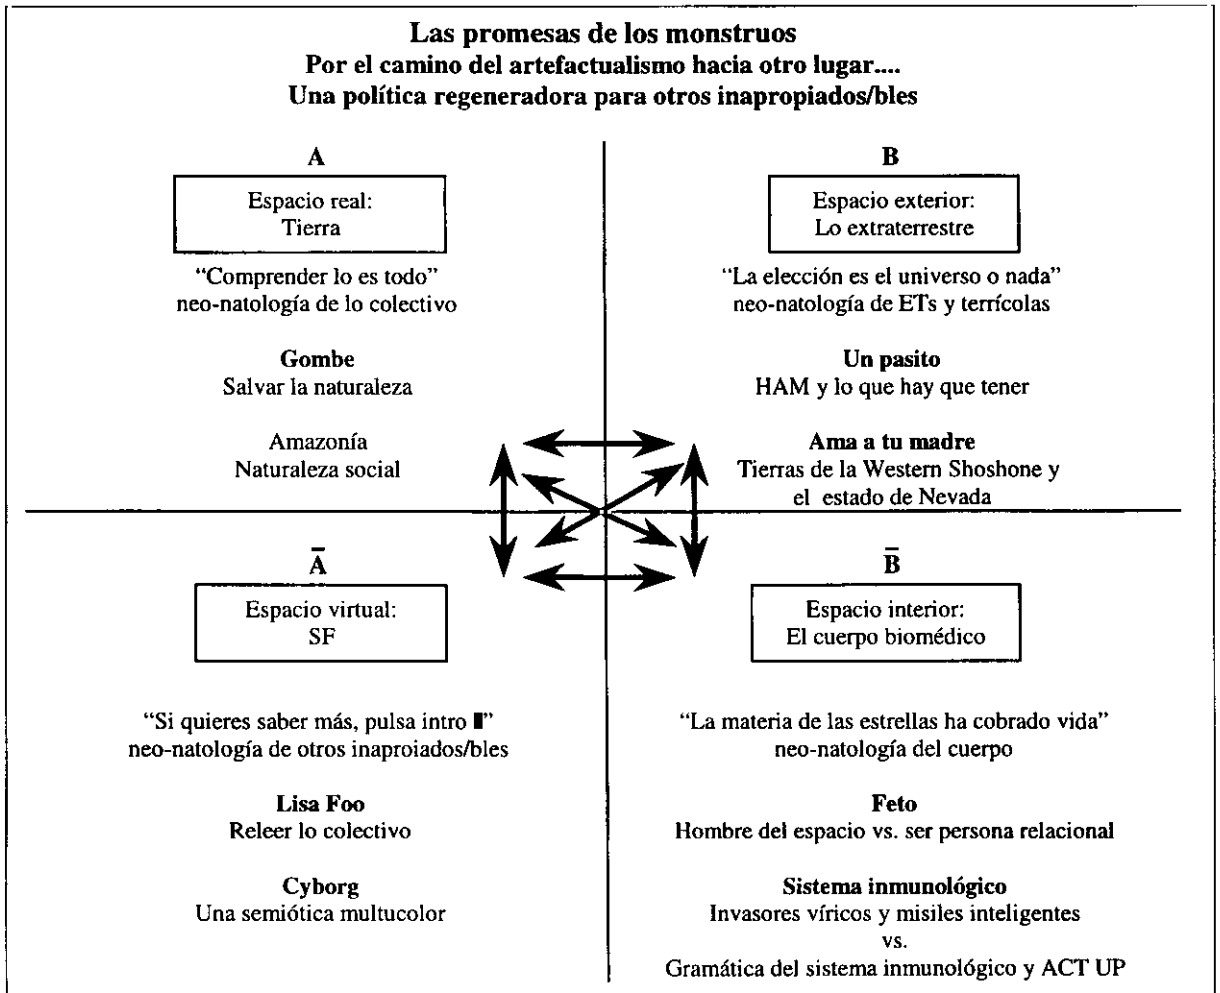 Las promesas de los monstruos
Por el camino del artefactualismo hacia otro lugar....
Una política regeneradora para otros inapropiados/bles
A
Espacio real:
Tierra
“Comprender lo es todo”
neo-natología de lo colectivo
Gombe
Salvar la naturaleza
Amazonía
Naturaleza social
B
Espacio exterior:
Lo extraterrestre
“La elección es el universo o nada”
neo-natología de ETs y terrícolas
Un pasito
HAM y lo que hay que tener
Ama a tu madre
Tierras de la Western Shoshone y
el estado de Nevada
Ā
Espacio virtual:
SF
“Si quieres saber más, pulsa intro ▮”
neo-natología de otros inaproiados/bles
Lisa Foo
Releer lo colectivo
Cyborg
Una semiótica multucolor
B̄
Espacio interior:
El cuerpo biomédico
“La materia de las estrellas ha cobrado vida”
neo-natología del cuerpo
Feto
Hombre del espacio vs. ser persona relacional
Sistema inmunológico
Invasores víricos y misiles inteligentes
vs.
Gramática del sistema inmunológico y ACT UP